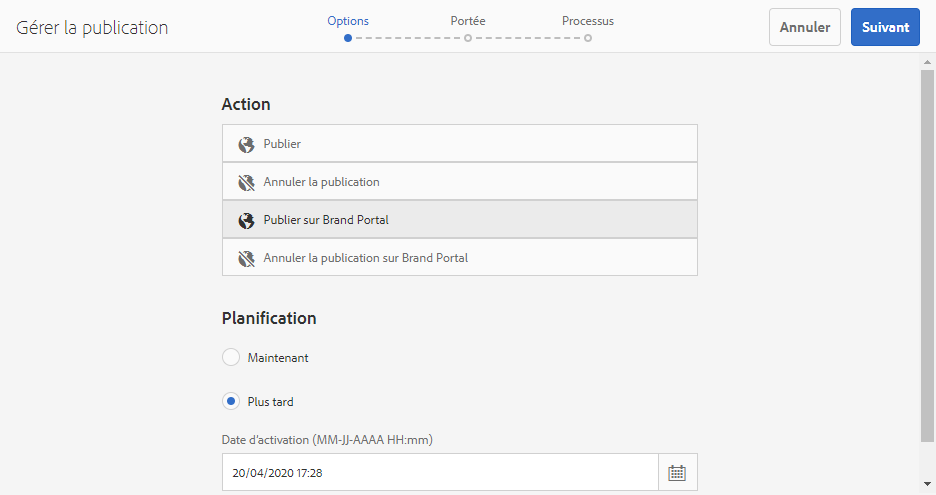 Gérer la publication
Options
Portée
Processus
Annuler
Suivant
Action
Publier
Annuler la publication
Publier sur Brand Portal
Annuler la publication sur Brand Portal
Planification
Maintenant
Plus tard
Date d'activation (MM-JJ-AAAA HH:mm)
20/04/2020 17:28